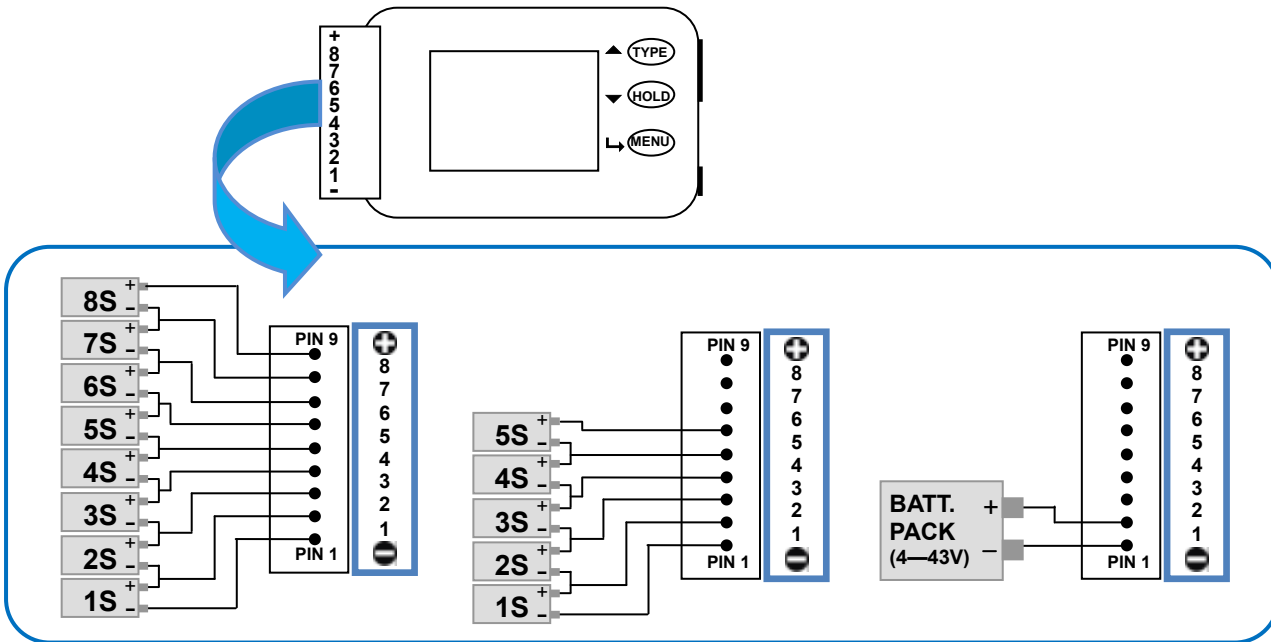 +
8
7
6
5
4
3
2
1
-
TYPE
HOLD
MENU
8S + -
7S + -
6S + -
5S + -
4S + -
3S + -
2S + -
1S + -
PIN 9
PIN 1
+
8
7
6
5
4
3
2
1
-
5S + -
4S + -
3S + -
2S + -
1S + -
PIN 9
PIN 1
+
8
7
6
5
4
3
2
1
-
BATT. +
PACK
(4—43V) -
PIN 9
PIN 1
+
8
7
6
5
4
3
2
1
-